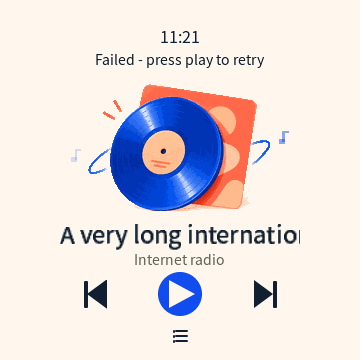 11:21
Failed - press play to retry
A very long internation
Internet radio